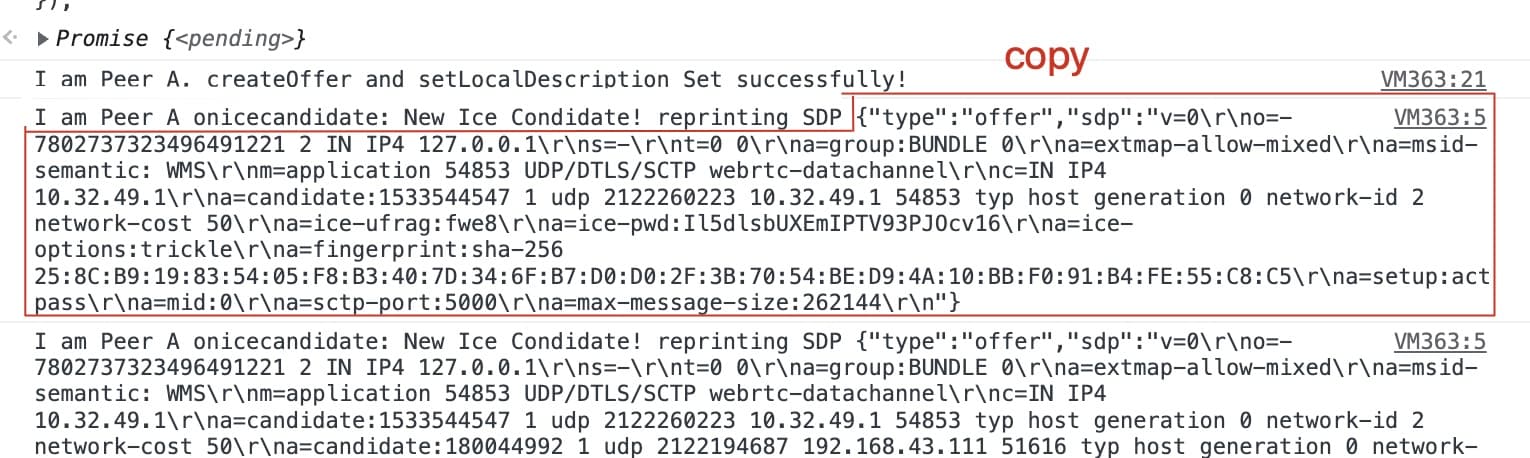 });
Promise {<pending>}
copy
I am Peer A. createOffer and setLocalDescription Set successfully! VM363:21
I am Peer A onicecandidate: New Ice Condidate! reprinting SDP {"type":"offer","sdp":"v=0\r\no=- VM363:5
7802737323496491221 2 IN IP4 127.0.0.1\r\ns=-\r\nt=0 0\r\na=group:BUNDLE 0\r\na=extmap-allow-mixed\r\na=msid-
semantic: WMS\r\nm=application 54853 UDP/DTLS/SCTP webrtc-datachannel\r\nc=IN IP4
10.32.49.1\r\na=candidate:1533544547 1 udp 2122260223 10.32.49.1 54853 typ host generation 0 network-id 2
network-cost 50\r\na=ice-ufrag:fwe8\r\na=ice-pwd:Il5dlsbUXEmIPTV93PJOcv16\r\na=ice-
options:trickle\r\na=fingerprint:sha-256
25:8C:B9:19:83:54:05:F8:B3:40:7D:34:6F:B7:D0:D0:2F:3B:70:54:BE:D9:4A:10:BB:F0:91:B4:FE:55:C8:C5\r\na=setup:act
pass\r\na=mid:0\r\na=sctp-port:5000\r\na=max-message-size:262144\r\n"}
I am Peer A onicecandidate: New Ice Condidate! reprinting SDP {"type":"offer","sdp":"v=0\r\no=- VM363:5
7802737323496491221 2 IN IP4 127.0.0.1\r\ns=-\r\nt=0 0\r\na=group:BUNDLE 0\r\na=extmap-allow-mixed\r\na=msid-
semantic: WMS\r\nm=application 54853 UDP/DTLS/SCTP webrtc-datachannel\r\nc=IN IP4
10.32.49.1\r\na=candidate:1533544547 1 udp 2122260223 10.32.49.1 54853 typ host generation 0 network-id 2
network-cost 50\r\na=candidate:180044992 1 udp 2122194687 192.168.43.111 51616 typ host generation 0 network-